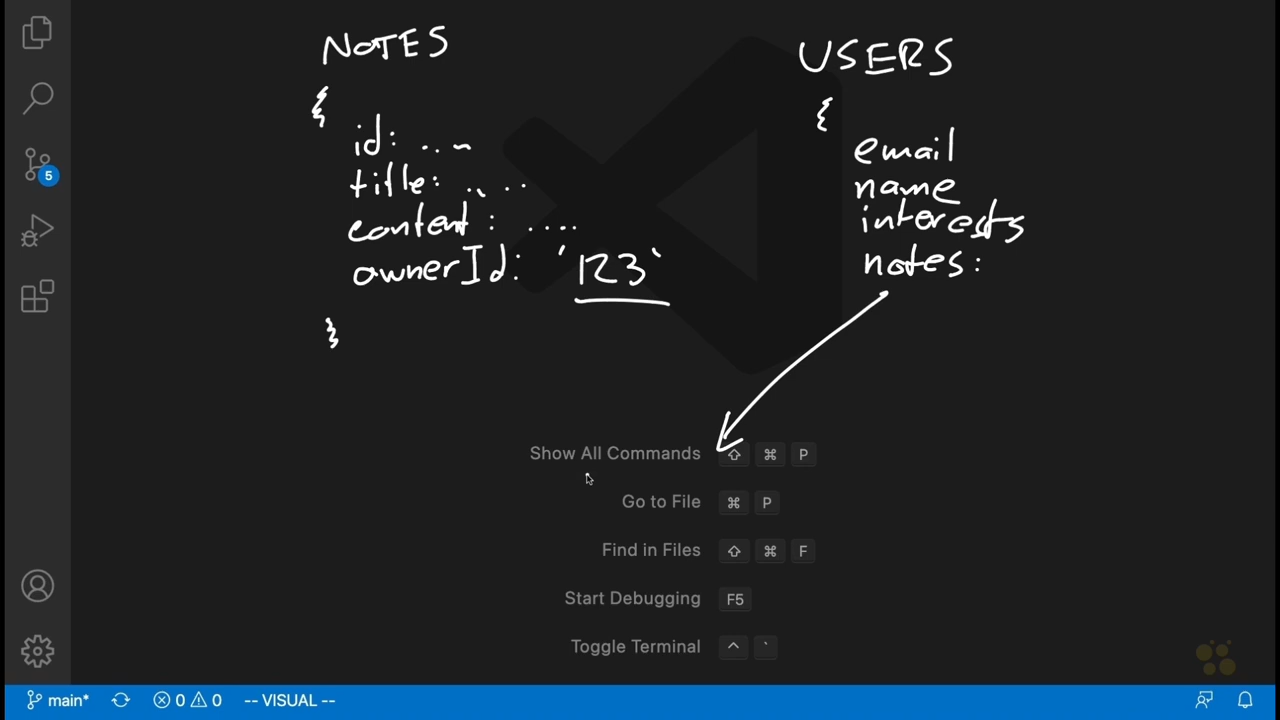 NOTES
{
id: ...
title: ....
content: ....
ownerId: '123'
}
USERS
{
email
name
interests
notes:
Show All Commands ⇧ ⌘ P
Go to File ⌘ P
Find in Files ⇧ ⌘ F
Start Debugging F5
Toggle Terminal ^ `
5
main* 0 0 -- VISUAL --